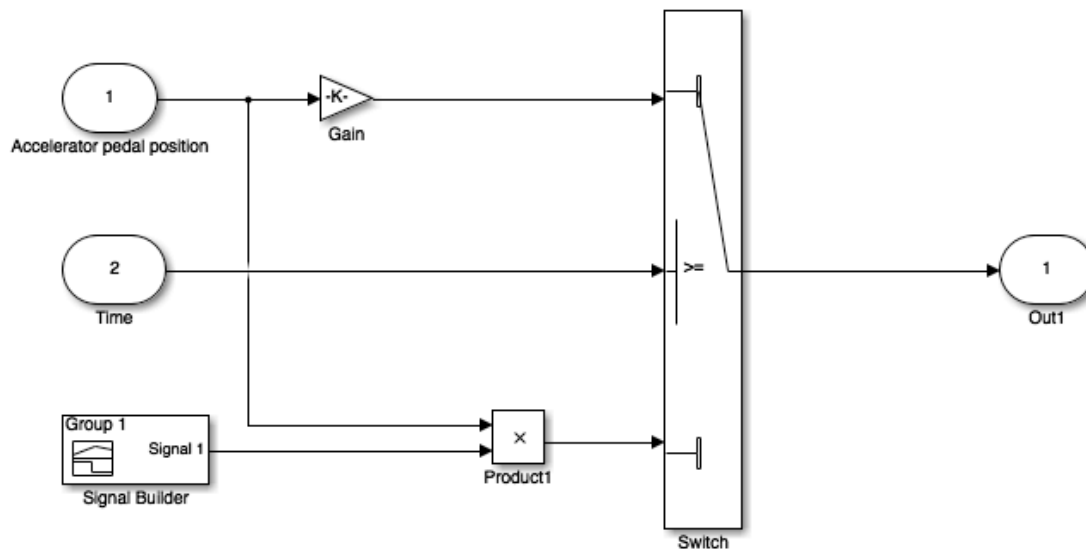 1
Accelerator pedal position
-K-
Gain
2
Time
>=
1
Out1
Group 1
Signal 1
Signal Builder
×
Product1
Switch